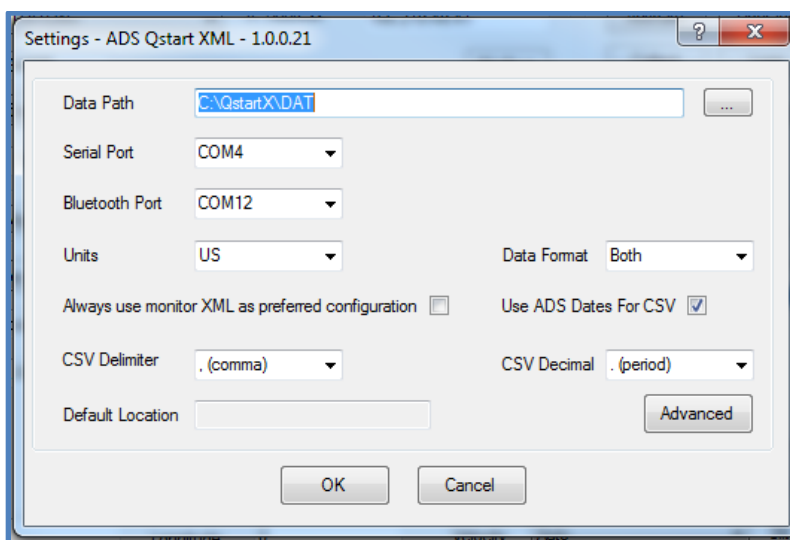 Settings - ADS Qstart XML - 1.0.0.21
Data Path C:\QstartX\DAT ...
Serial Port COM4
Bluetooth Port COM12
Units US Data Format Both
Always use monitor XML as preferred configuration Use ADS Dates For CSV
CSV Delimiter , (comma) CSV Decimal . (period)
Default Location Advanced
OK Cancel